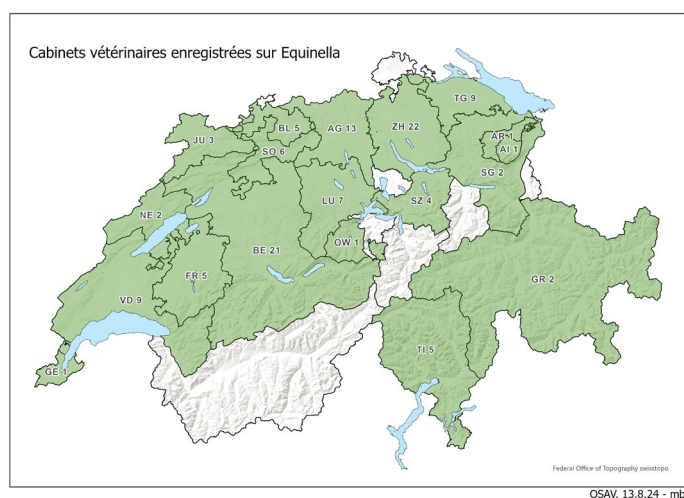 Cabinets vétérinaires enregistrées sur Equinella
TG 9
BL 5
AG 13
ZH 22
AR 1
JU 3
AI 1
SO 6
SG 2
LU 7
SZ 4
NE 2
OW 1
BE 21
FR 5
GR 2
VD 9
TI 5
GE 1
Federal Office of Topography swisstopo
OSAV, 13.8.24 - mb